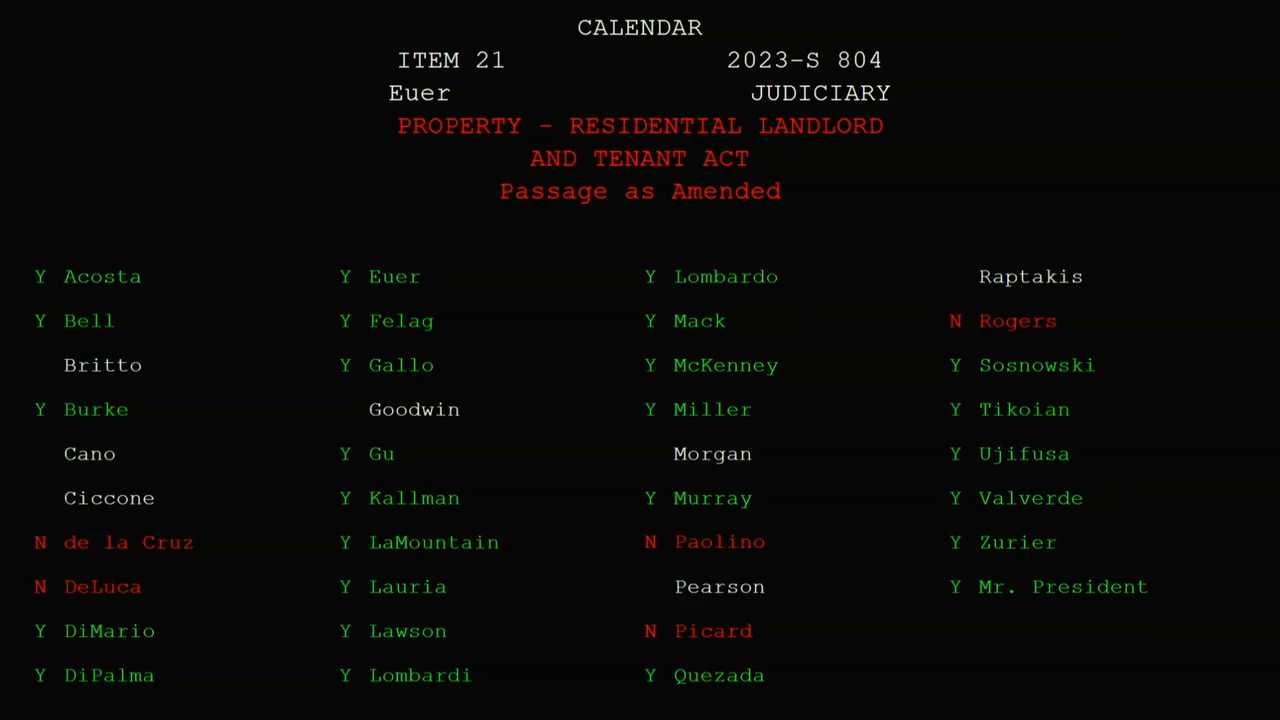 CALENDAR
ITEM 21 2023-S 804
Euer JUDICIARY
PROPERTY - RESIDENTIAL LANDLORD
AND TENANT ACT
Passage as Amended
Y Acosta Y Euer Y Lombardo Raptakis
Y Bell Y Felag Y Mack N Rogers
Britto Y Gallo Y McKenney Y Sosnowski
Y Burke Goodwin Y Miller Y Tikoian
Cano Y Gu Morgan Y Ujifusa
Ciccone Y Kallman Y Murray Y Valverde
N de la Cruz Y LaMountain N Paolino Y Zurier
N DeLuca Y Lauria Pearson Y Mr. President
Y DiMario Y Lawson N Picard
Y DiPalma Y Lombardi Y Quezada